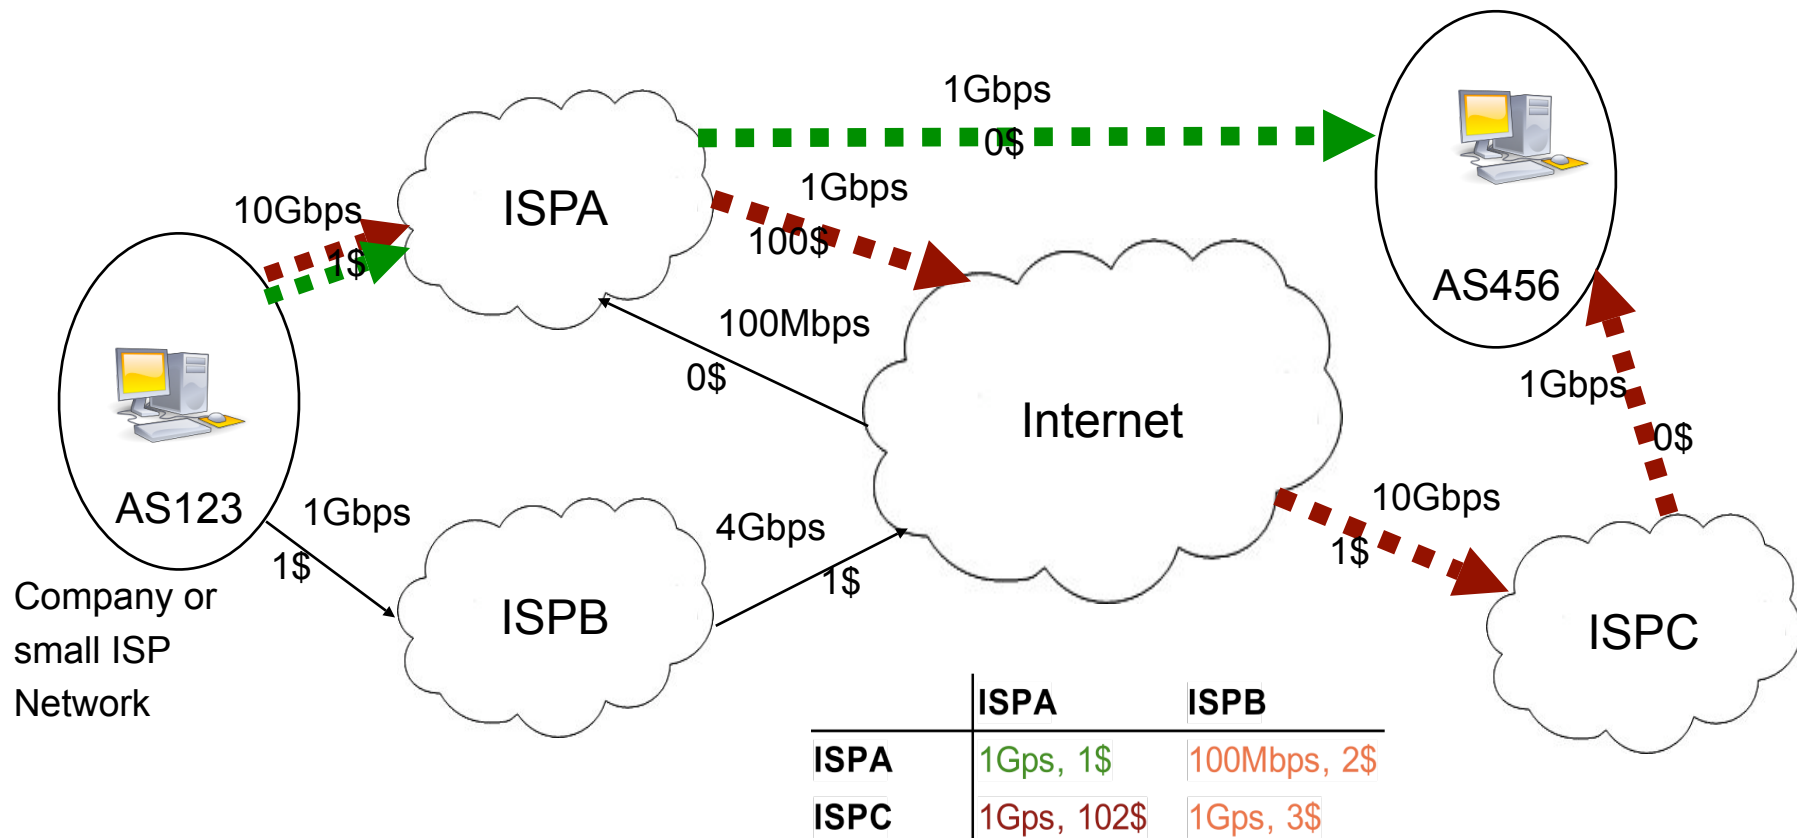 1Gbps
0$
1Gbps
10Gbps
ISPA
100$
1$
AS456
100Mbps
0$
1Gbps
Internet
0$
10Gbps
AS123
1Gbps
4Gbps
1$
1$
1$
Company or
small ISP
Network
ISPB
ISPC
ISPA ISPB
ISPA 1Gps, 1$ 100Mbps, 2$
ISPC 1Gps, 102$ 1Gps, 3$